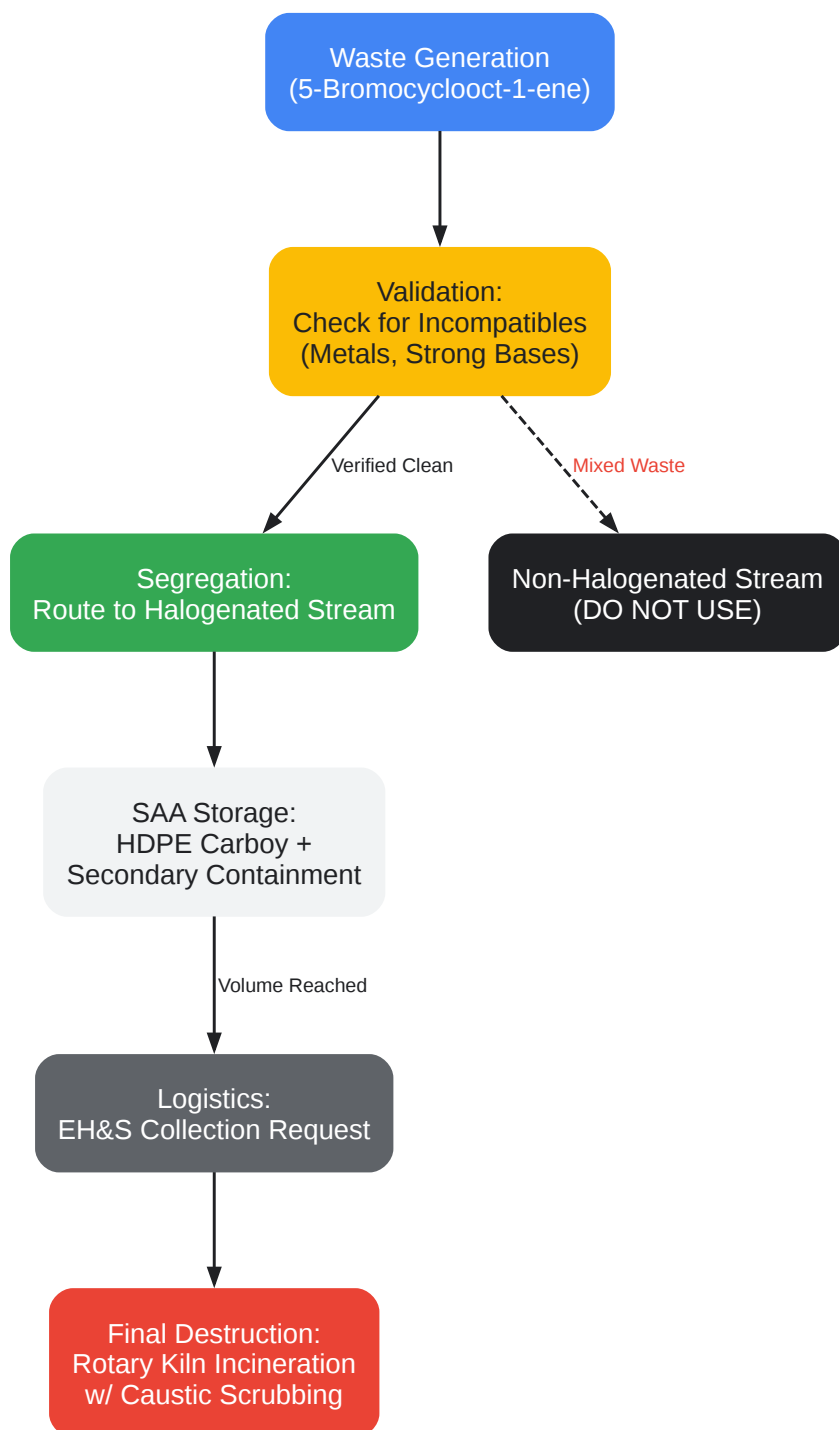 Waste Generation
(5-Bromocyclooct-1-ene)
Validation:
Check for Incompatibles
(Metals, Strong Bases)
Verified Clean
Mixed Waste
Segregation:
Route to Halogenated Stream
Non-Halogenated Stream
(DO NOT USE)
SAA Storage:
HDPE Carboy +
Secondary Containment
Volume Reached
Logistics:
EH&S Collection Request
Final Destruction:
Rotary Kiln Incineration
w/ Caustic Scrubbing